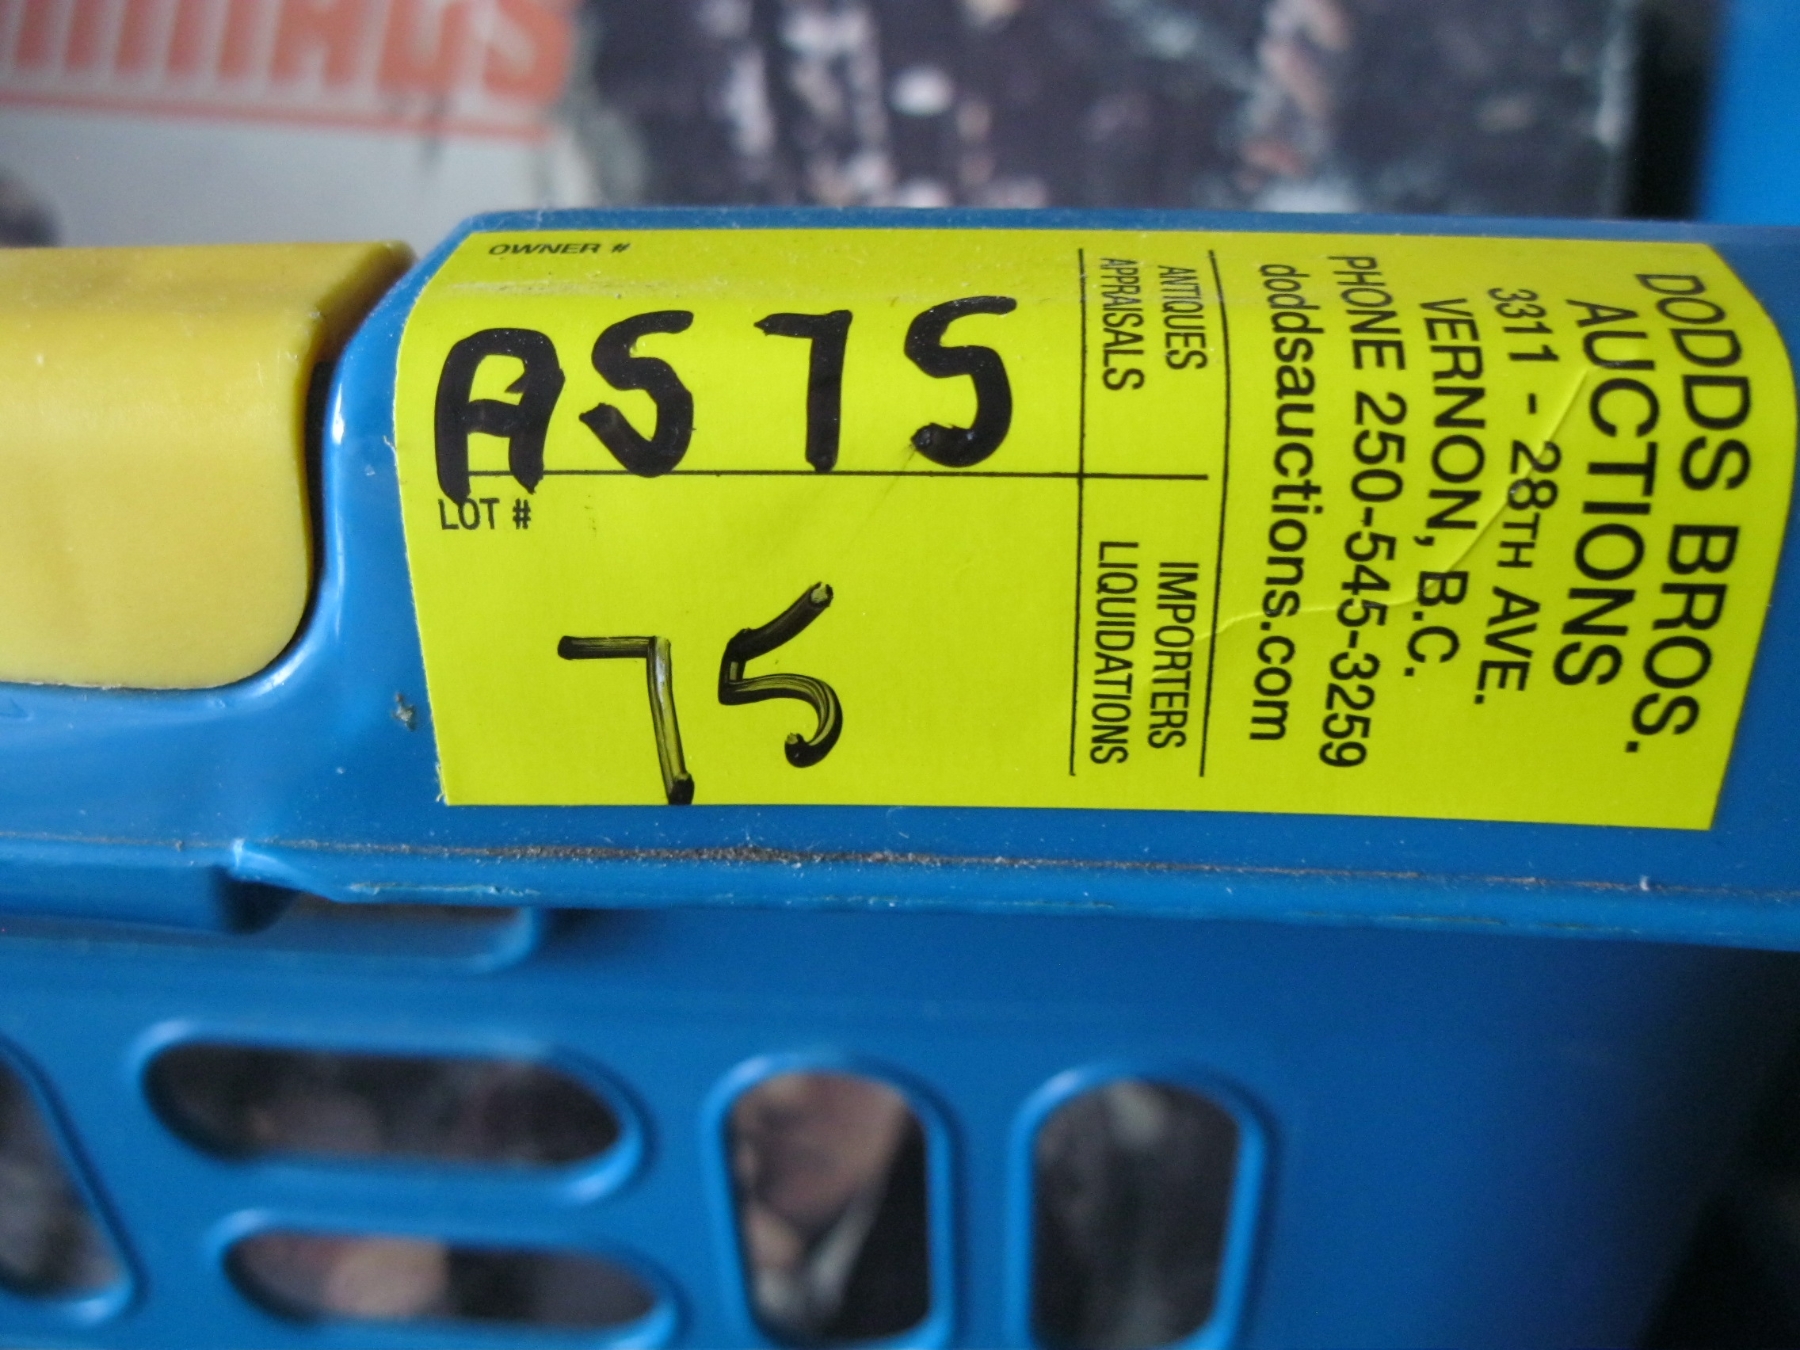 OWNER #
A575
LOT #
75
ANTIQUES
APPRAISALS
IMPORTERS
LIQUIDATIONS
DODDS BROS.
AUCTIONS
3311 - 28TH AVE.
VERNON, B.C.
PHONE 250-545-3259
doddsauctions.com